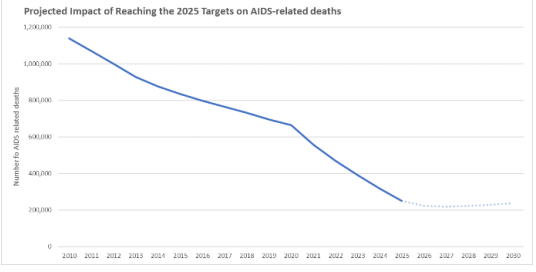 Projected Impact of Reaching the 2025 Targets on AIDS-related deaths
1,200,000
1,000,000
800,000
600,000
400,000
200,000
0
Number fo AIDS related deaths
2010 2011 2012 2013 2014 2015 2016 2017 2018 2019 2020 2021 2022 2023 2024 2025 2026 2027 2028 2029 2030